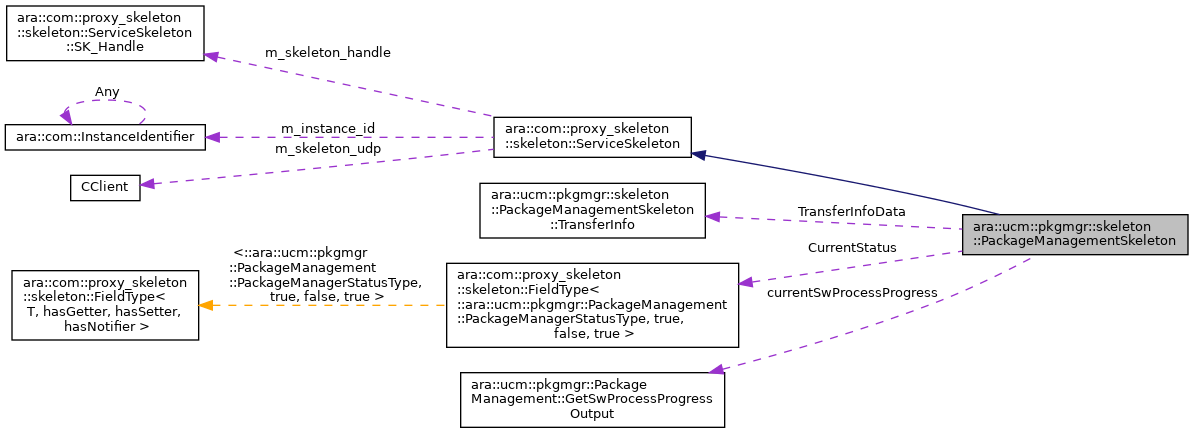 ara::com::proxy_skeleton
::skeleton::ServiceSkeleton
::SK_Handle
m_skeleton_handle
Any
ara::com::InstanceIdentifier
m_instance_id
m_skeleton_udp
CClient
ara::com::proxy_skeleton
::skeleton::ServiceSkeleton
ara::ucm::pkgmgr::skeleton
::PackageManagementSkeleton
::TransferInfo
TransferInfoData
ara::ucm::pkgmgr::skeleton
::PackageManagementSkeleton
CurrentStatus
currentSwProcessProgress
<::ara::ucm::pkgmgr
::PackageManagement
::PackageManagerStatusType,
true, false, true >
ara::com::proxy_skeleton
::skeleton::FieldType<
T, hasGetter, hasSetter,
hasNotifier >
ara::com::proxy_skeleton
::skeleton::FieldType<
::ara::ucm::pkgmgr::PackageManagement
::PackageManagerStatusType, true,
false, true >
ara::ucm::pkgmgr::Package
Management::GetSwProcessProgress
Output